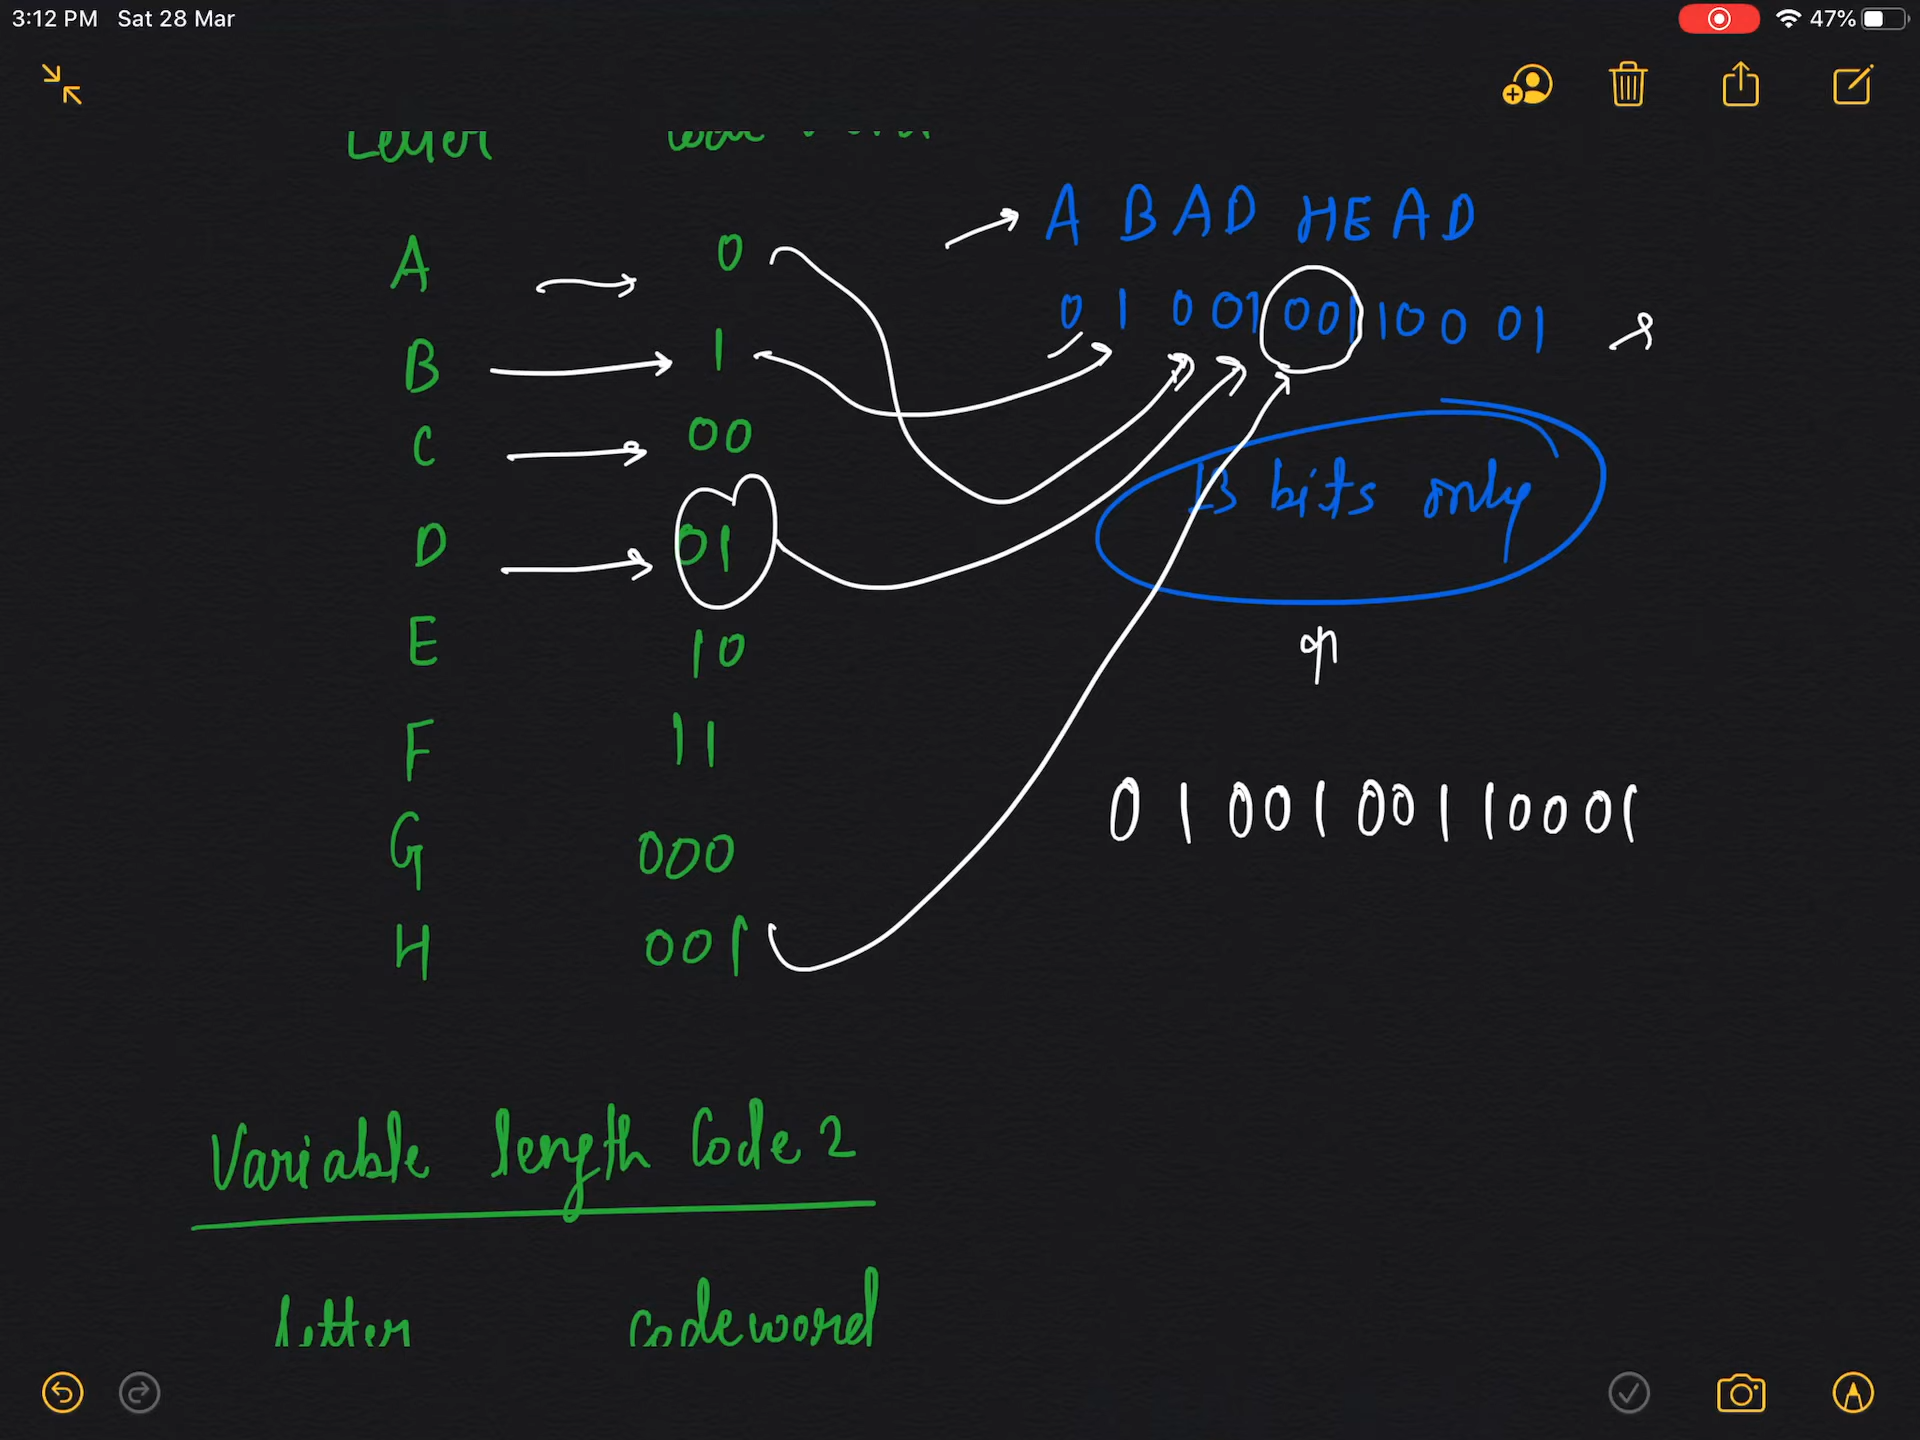 3:12 PM Sat 28 Mar
47%
Letter
A BAD HEAD
A 0
0 1 0 01 001 10 0 01
B 1
C 00
13 bits only
D 01
E 10
F 11
0 1 001 001 10001
G 000
H 001
Variable length Code 2
letter codeword